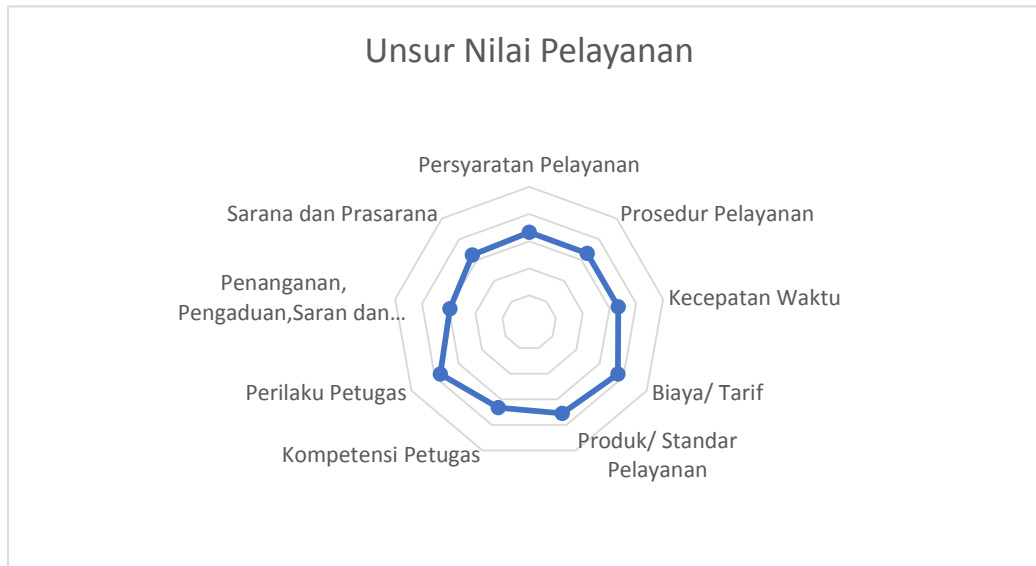 Unsur Nilai Pelayanan
Persyaratan Pelayanan
Prosedur Pelayanan
Kecepatan Waktu
Biaya/ Tarif
Produk/ Standar
Pelayanan
Kompetensi Petugas
Perilaku Petugas
Penanganan,
Pengaduan,Saran dan…
Sarana dan Prasarana